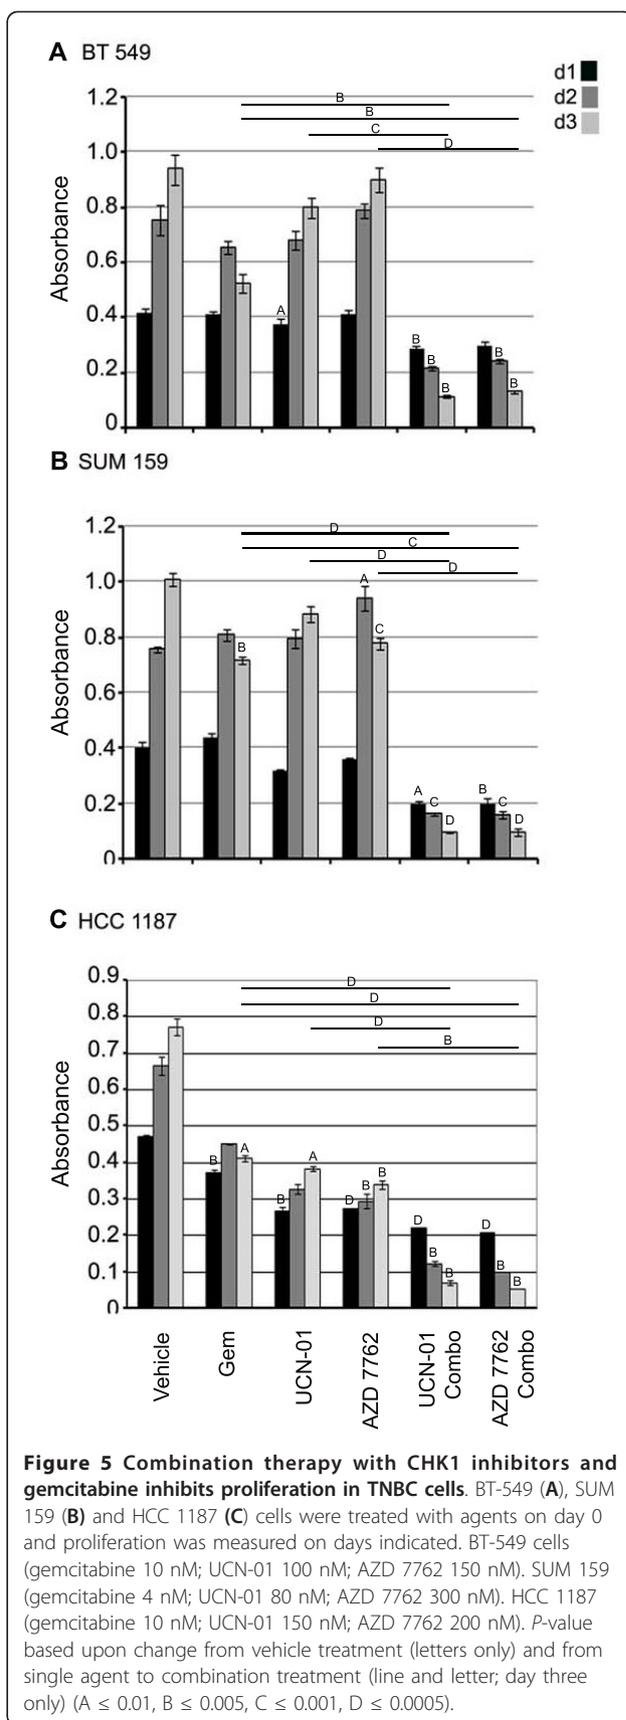 A BT 549
d1
d2
d3
1.2
1.0
0.8
0.6
0.4
0.2
0
Absorbance
B
B
C
D
A
B
B
B
B
B
B SUM 159
1.2
1.0
0.8
0.6
0.4
0.2
0
Absorbance
D
C
D
D
B
A
C
A
C
D
B
C
D
C HCC 1187
0.9
0.8
0.7
0.6
0.5
0.4
0.3
0.2
0.1
0
Absorbance
D
D
D
B
B
A
B
A
D
B
B
D
B
B
D
B
B
Vehicle
Gem
UCN-01
AZD 7762
UCN-01
Combo
AZD 7762
Combo
Figure 5 Combination therapy with CHK1 inhibitors and
gemcitabine inhibits proliferation in TNBC cells. BT-549 (A), SUM
159 (B) and HCC 1187 (C) cells were treated with agents on day 0
and proliferation was measured on days indicated. BT-549 cells
(gemcitabine 10 nM; UCN-01 100 nM; AZD 7762 150 nM). SUM 159
(gemcitabine 4 nM; UCN-01 80 nM; AZD 7762 300 nM). HCC 1187
(gemcitabine 10 nM; UCN-01 150 nM; AZD 7762 200 nM). P-value
based upon change from vehicle treatment (letters only) and from
single agent to combination treatment (line and letter; day three
only) (A ≤ 0.01, B ≤ 0.005, C ≤ 0.001, D ≤ 0.0005).